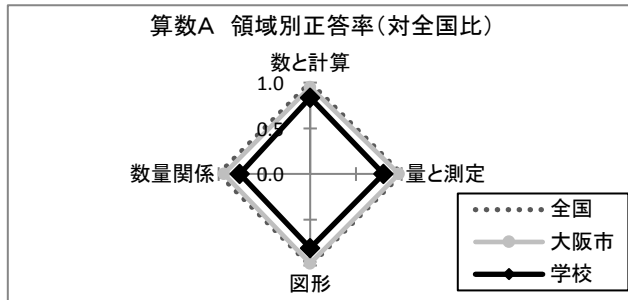 算数A 領域別正答率(対全国比)
数と計算
1.0
0.5
数量関係
0.0
量と測定
図形
全国
大阪市
学校